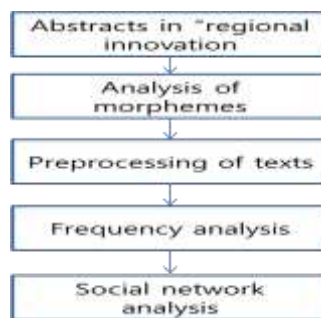 Abstracts in "regional
innovation
Analysis of
morphemes
Preprocessing of texts
Frequency analysis
Social network
analysis